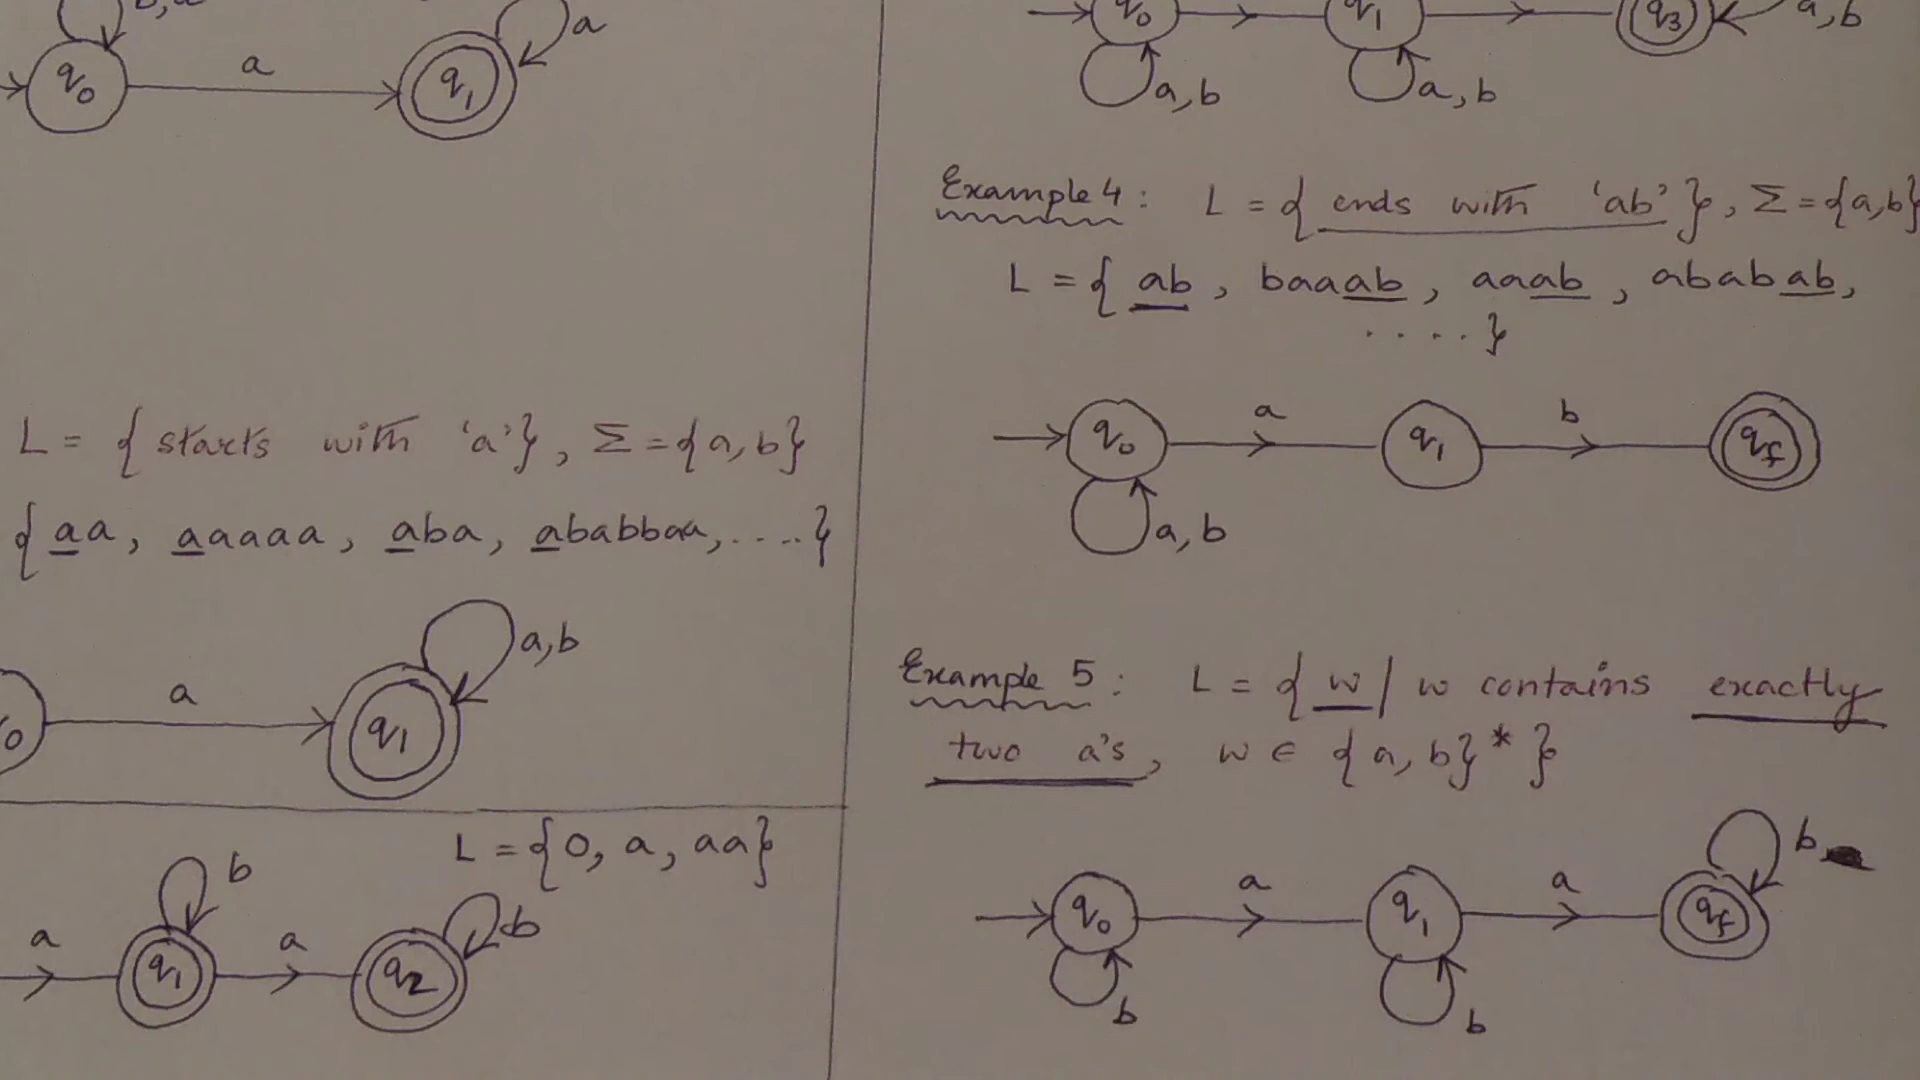 q0 a q1 a
L = { starts with 'a'}, Σ = {a, b}
{ aa, aaaaa, aba, ababbaa, ....}
a,b
a
q1
L = {0, a, aa}
b
b
a q1 a q2
q0 q1 q3 a,b
a,b a,b
Example 4: L = { ends with 'ab' }, Σ = {a,b}
L = { ab, baaab, aaab, ababab,
....}
q0 a q1 b qf
a,b
Example 5: L = { w / w contains exactly
two a's, w ∈ {a, b}* }
b
q0 a q1 a qf
b b